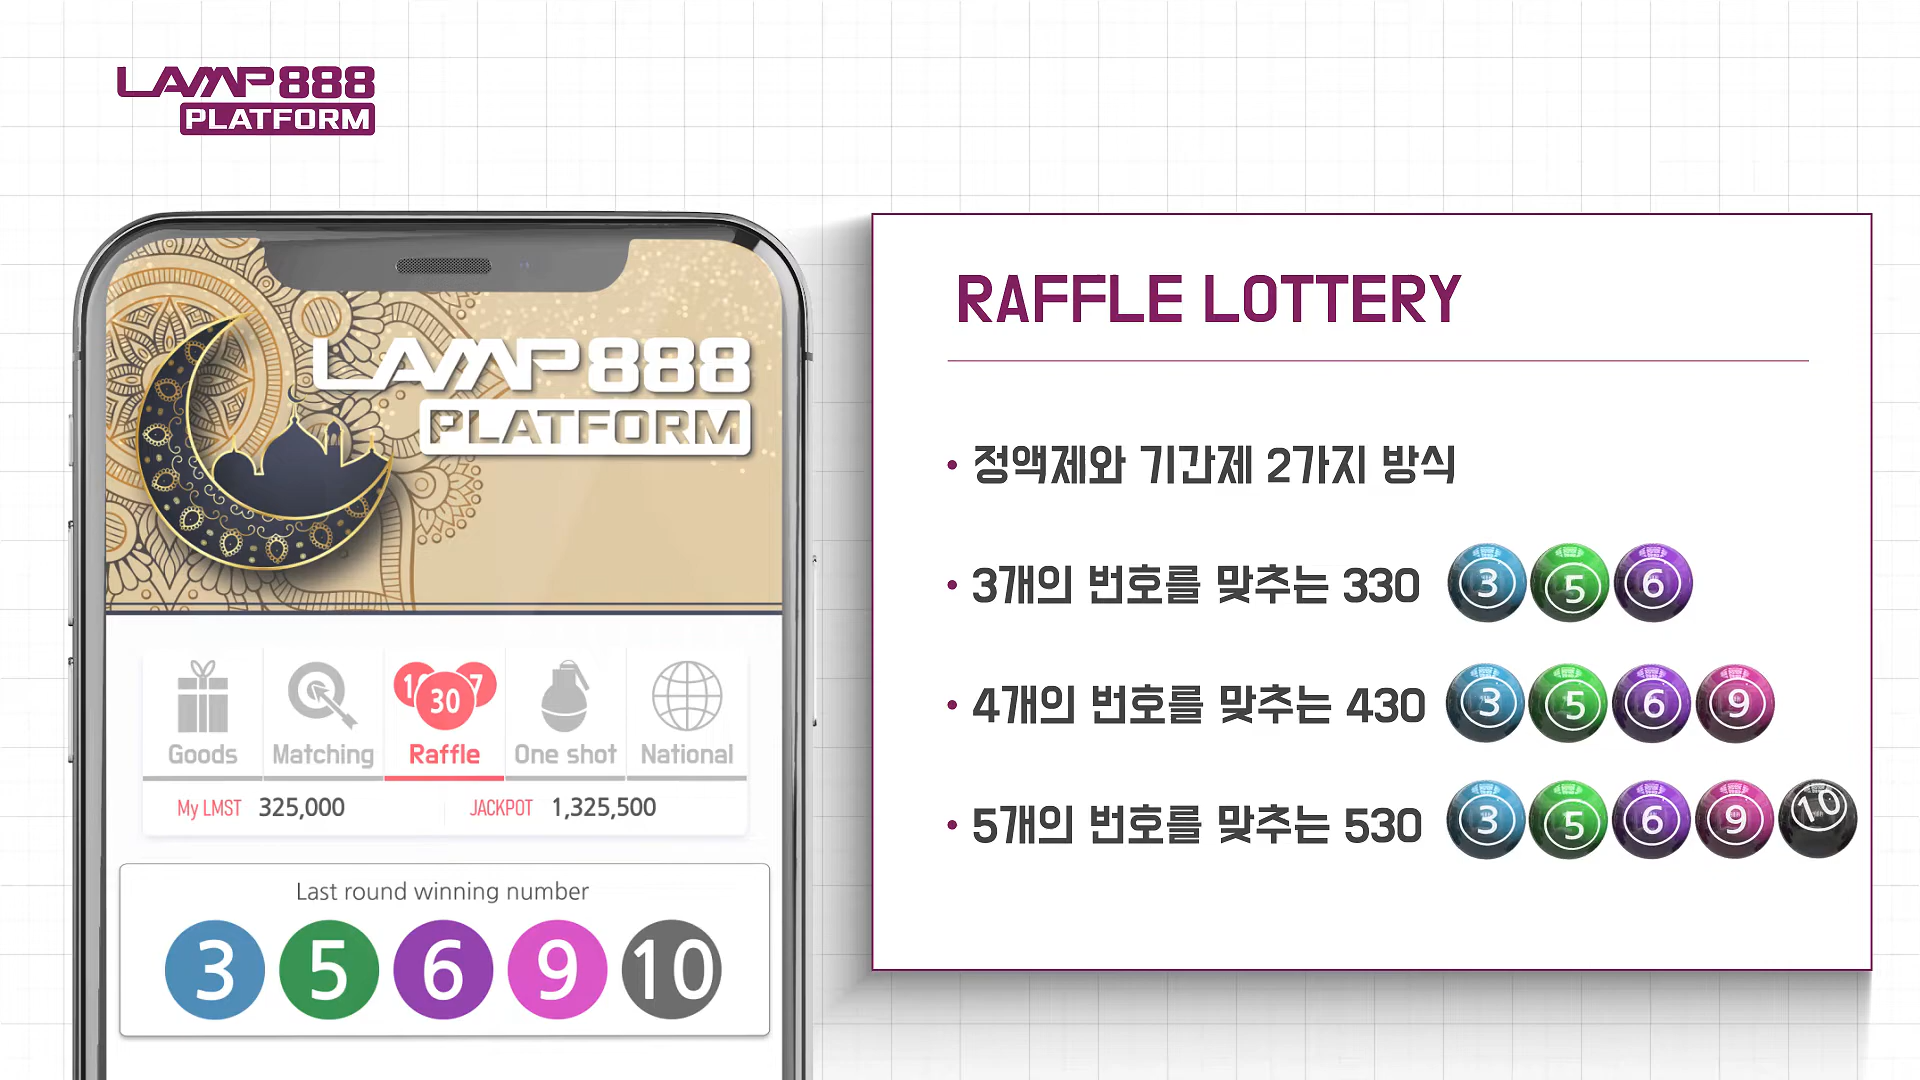 LAMP888
PLATFORM
LAMP888
PLATFORM
Goods
Matching
30
Raffle
One shot
National
My LMST 325,000
JACKPOT 1,325,500
Last round winning number
3 5 6 9 10
RAFFLE LOTTERY
• 정액제와 기간제 2가지 방식
• 3개의 번호를 맞추는 330 3 5 6
• 4개의 번호를 맞추는 430 3 5 6 9
• 5개의 번호를 맞추는 530 3 5 6 9 10